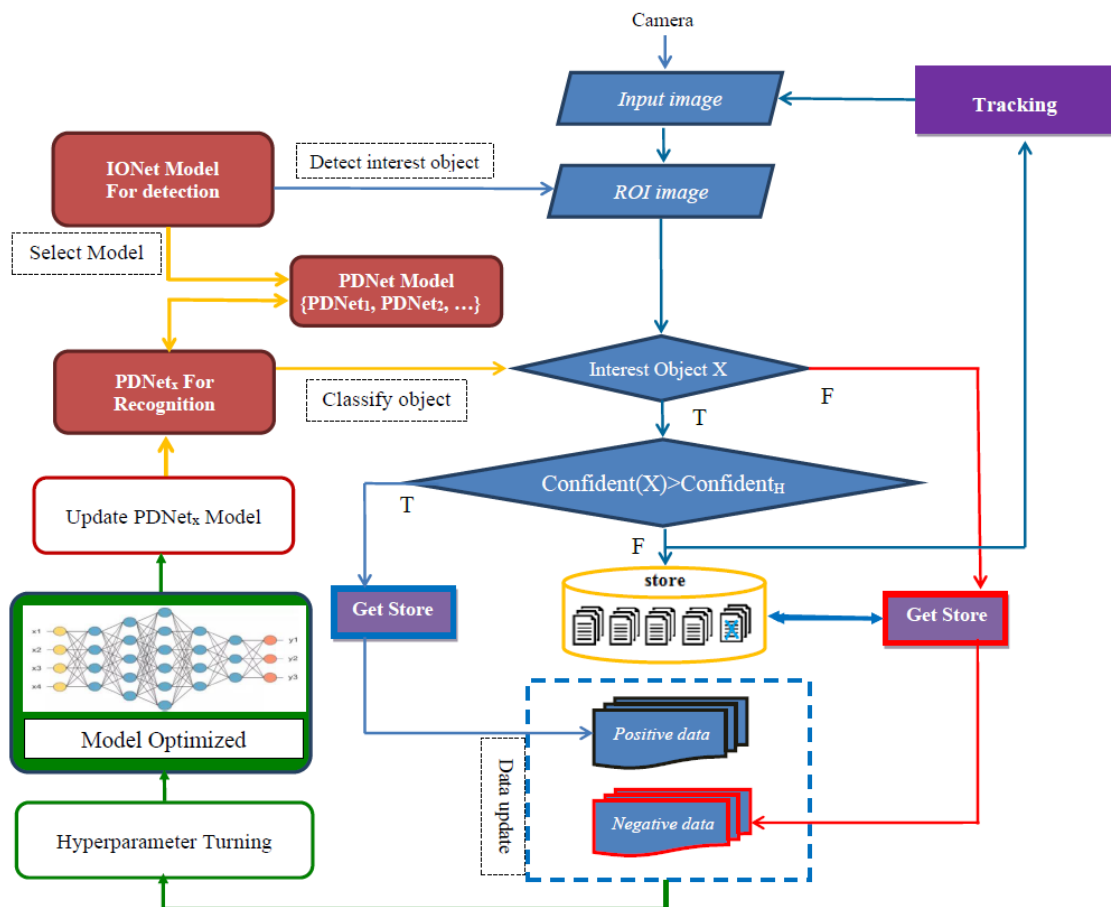 Camera
Input image
Tracking
IONet Model
For detection
Detect interest object
ROI image
Select Model
PDNet Model
{PDNet₁, PDNet₂, …}
PDNetₓ For
Recognition
Classify object
Interest Object X
F
T
Confident(X)>Confident_H
T
F
Update PDNetₓ Model
store
Get Store
Get Store
x1
x2
x3
x4
y1
y2
y3
Model Optimized
Positive data
Data update
Negative data
Hyperparameter Turning